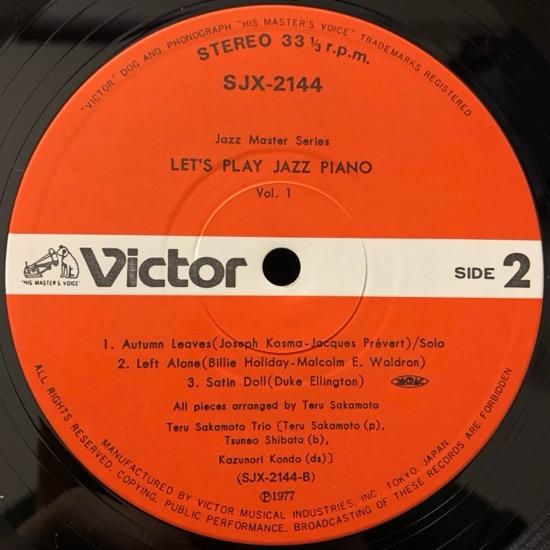 "VICTOR" DOG AND PHONOGRAPH "HIS MASTER'S VOICE" TRADEMARKS REGISTERED
STEREO 33 1/3 r.p.m.
SJX-2144
Jazz Master Series
LET'S PLAY JAZZ PIANO
Vol. 1
"HIS MASTER'S VOICE"
Victor
SIDE 2
1. Autumn Leaves(Joseph Kosma-Jacques Prévert)/Solo
2. Left Alone(Billie Holiday-Malcolm E. Waldron)
3. Satin Doll(Duke Ellington) JASRAC
All pieces arranged by Teru Sakamoto
Teru Sakamoto Trio [Teru Sakamoto (p),
Tsuneo Shibata (b),
Kazunori Kondo (ds)]
(SJX-2144-B)
Ⓟ1977
MANUFACTURED BY VICTOR MUSICAL INDUSTRIES, INC. TOKYO, JAPAN
ALL RIGHTS RESERVED, COPYING, PUBLIC PERFORMANCE, BROADCASTING OF THESE RECORDS ARE FORBIDDEN